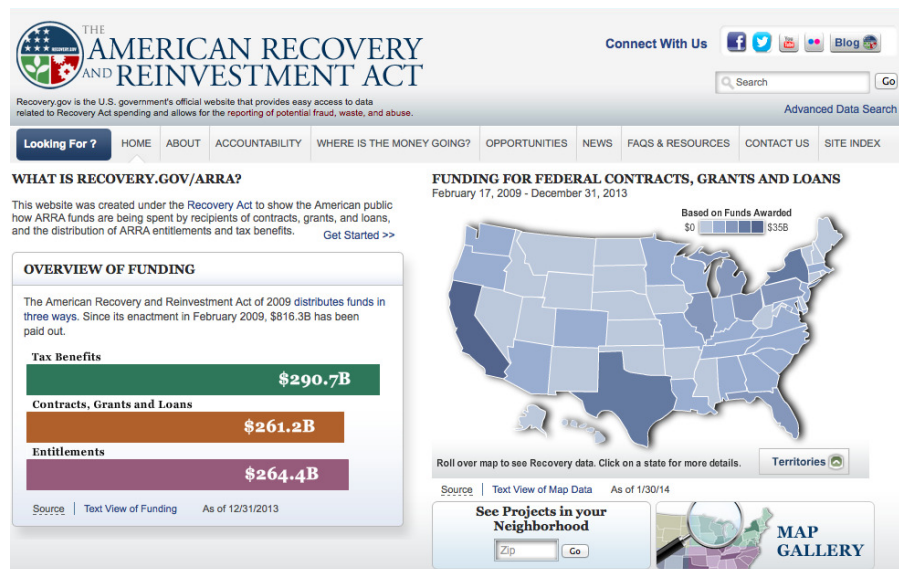 THE
AMERICAN RECOVERY
AND REINVESTMENT ACT
RECOVERY.GOV
Recovery.gov is the U.S. government's official website that provides easy access to data
related to Recovery Act spending and allows for the reporting of potential fraud, waste, and abuse.
Connect With Us
f
You
Tube
Blog
Search
Go
Advanced Data Search
Looking For ?
HOME
ABOUT
ACCOUNTABILITY
WHERE IS THE MONEY GOING?
OPPORTUNITIES
NEWS
FAQS & RESOURCES
CONTACT US
SITE INDEX
WHAT IS RECOVERY.GOV/ARRA?
This website was created under the Recovery Act to show the American public
how ARRA funds are being spent by recipients of contracts, grants, and loans,
and the distribution of ARRA entitlements and tax benefits.
Get Started >>
OVERVIEW OF FUNDING
The American Recovery and Reinvestment Act of 2009 distributes funds in
three ways. Since its enactment in February 2009, $816.3B has been
paid out.
Tax Benefits
$290.7B
Contracts, Grants and Loans
$261.2B
Entitlements
$264.4B
Source
Text View of Funding
As of 12/31/2013
FUNDING FOR FEDERAL CONTRACTS, GRANTS AND LOANS
February 17, 2009 - December 31, 2013
Based on Funds Awarded
$0
$35B
Roll over map to see Recovery data. Click on a state for more details.
Territories
Source
Text View of Map Data
As of 1/30/14
See Projects in your
Neighborhood
Zip
Go
MAP
GALLERY